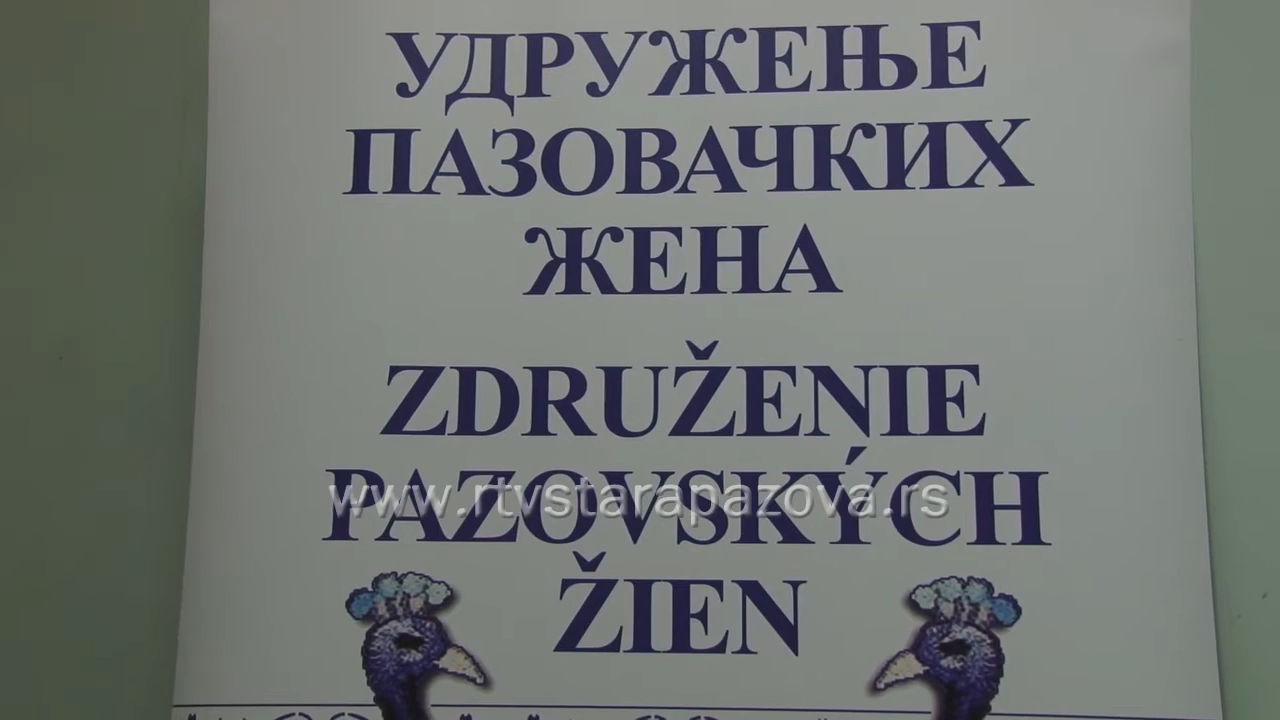 УДРУЖЕЊЕ
ПАЗОВАЧКИХ
ЖЕНА
ZDRUŽENIE
PAZOVSKÝCH
www.rtvstarapazova.rs
ŽIEN